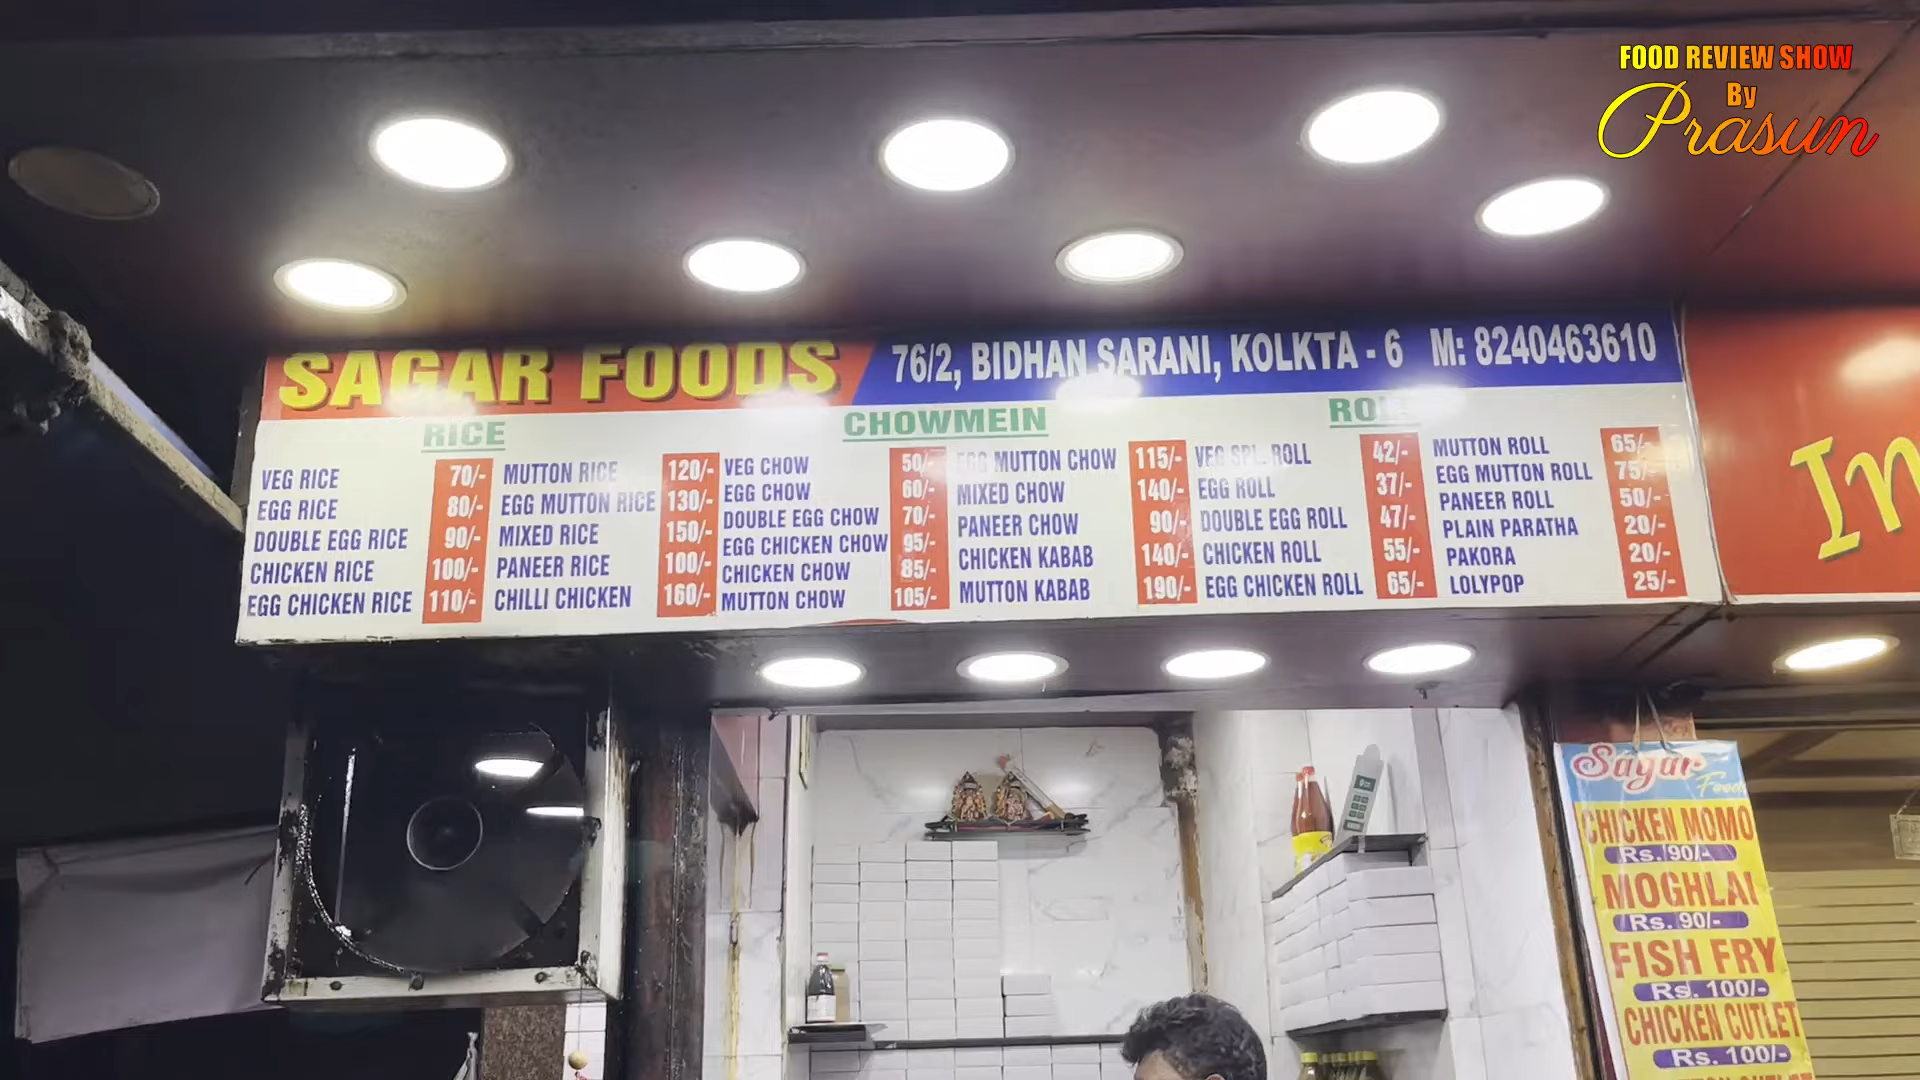 FOOD REVIEW SHOW
By
Prasun
SAGAR FOODS
76/2, BIDHAN SARANI, KOLKTA - 6 M: 8240463610
RICE
VEG RICE 70/-
EGG RICE 80/-
DOUBLE EGG RICE 90/-
CHICKEN RICE 100/-
EGG CHICKEN RICE 110/-
MUTTON RICE 120/-
EGG MUTTON RICE 130/-
MIXED RICE 150/-
PANEER RICE 100/-
CHILLI CHICKEN 160/-
CHOWMEIN
VEG CHOW 50/-
EGG CHOW 60/-
DOUBLE EGG CHOW 70/-
EGG CHICKEN CHOW 95/-
CHICKEN CHOW 85/-
MUTTON CHOW 105/-
EGG MUTTON CHOW 115/-
MIXED CHOW 140/-
PANEER CHOW 90/-
CHICKEN KABAB 140/-
MUTTON KABAB 190/-
VEG SPL. ROLL 42/-
EGG ROLL 37/-
DOUBLE EGG ROLL 47/-
CHICKEN ROLL 55/-
EGG CHICKEN ROLL 65/-
MUTTON ROLL 65/-
EGG MUTTON ROLL 75/-
PANEER ROLL 50/-
PLAIN PARATHA 20/-
PAKORA 20/-
LOLYPOP 25/-
In
Sagar
Food
CHICKEN MOMO
Rs. 90/-
MOGHLAI
Rs. 90/-
FISH FRY
Rs. 100/-
CHICKEN CUTLET
Rs. 100/-